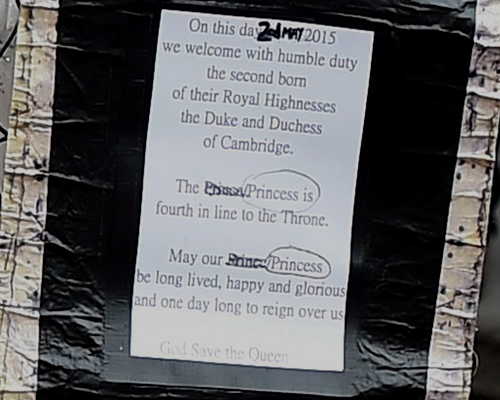 On this day 2nd MAY 2015
we welcome with humble duty
the second born
of their Royal Highnesses
the Duke and Duchess
of Cambridge.
The Prince/Princess is
fourth in line to the Throne.
May our Prince/Princess
be long lived, happy and glorious
and one day long to reign over us
God Save the Queen